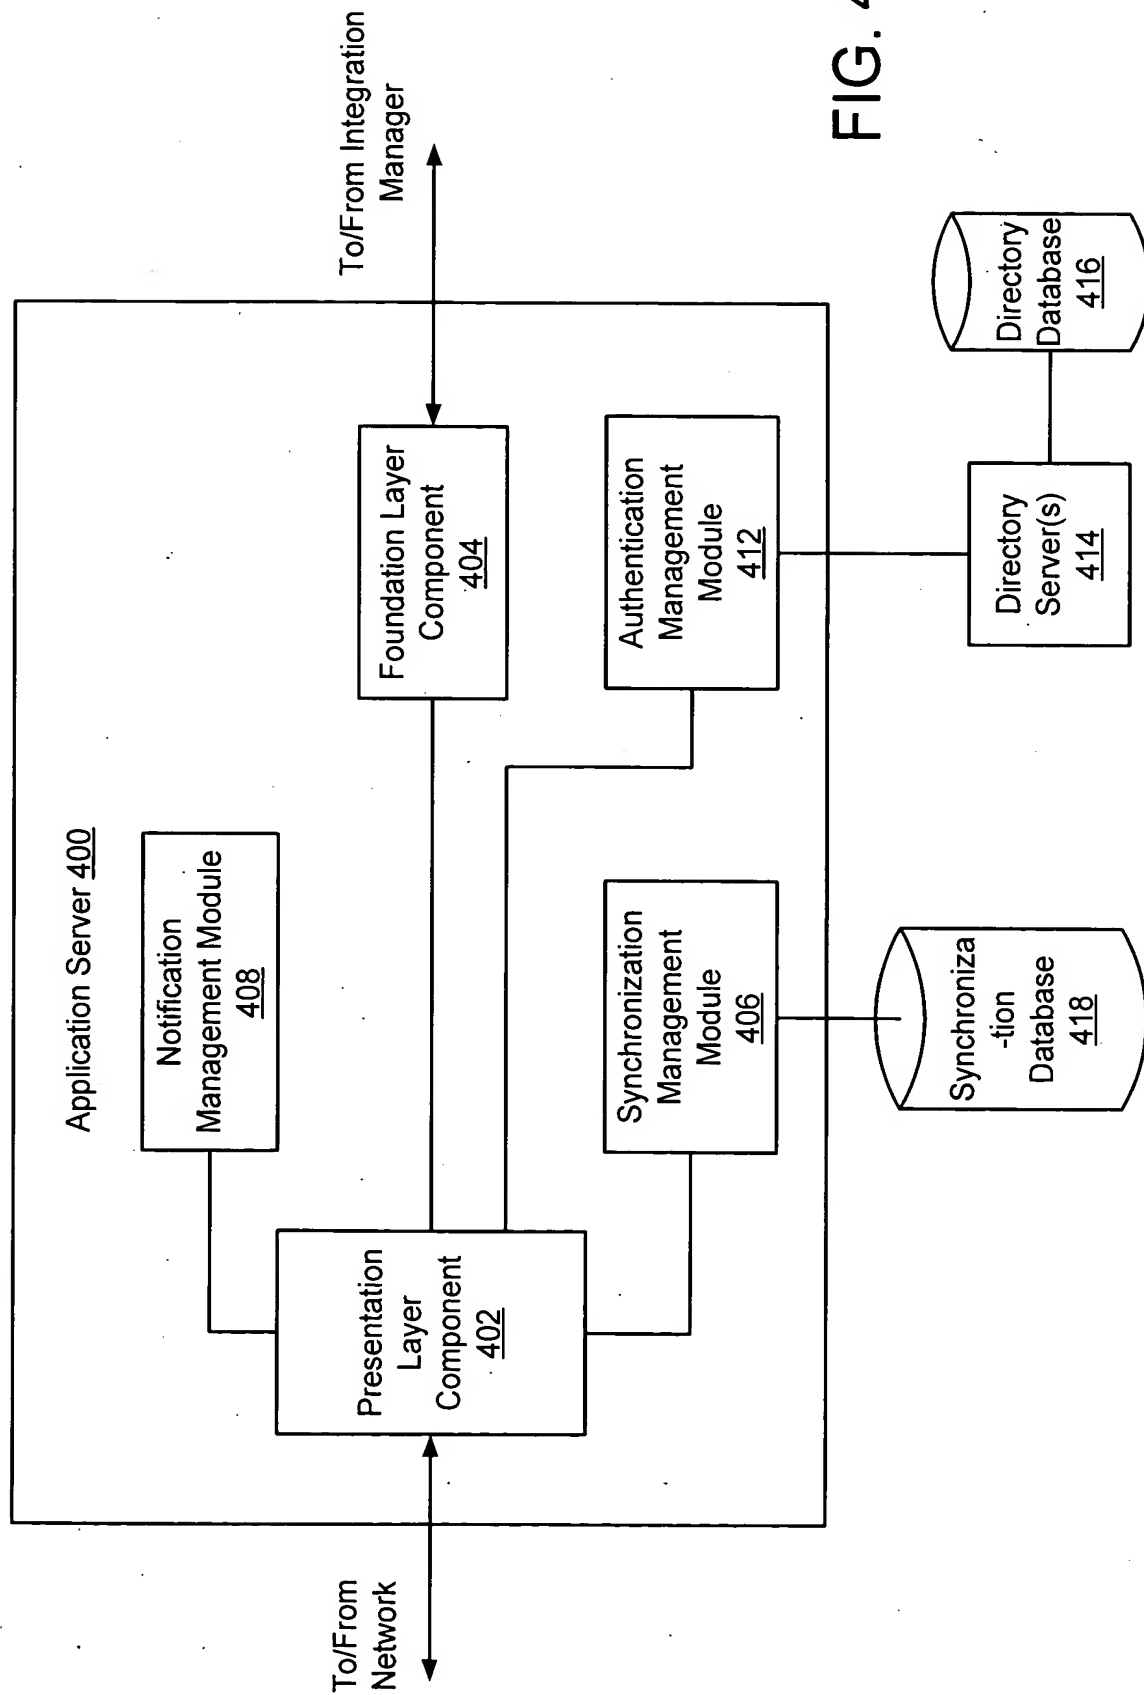 Application Server 400
Notification
Management Module
408
To/From
Network
Presentation
Layer
Component
402
Foundation Layer
Component
404
To/From Integration
Manager
Synchronization
Management
Module
406
Authentication
Management
Module
412
Synchroniza
-tion
Database
418
Directory
Server(s)
414
Directory
Database
416
FIG. 4